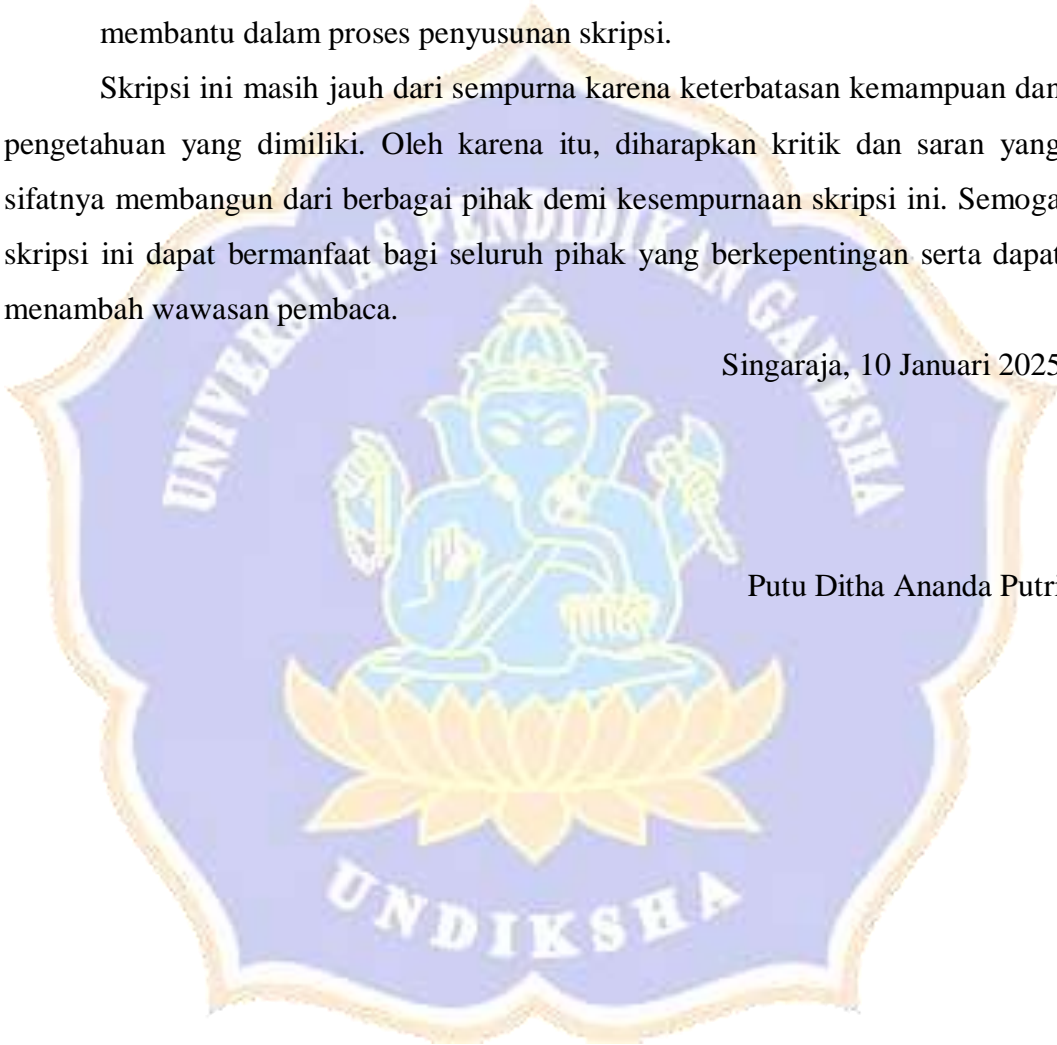 membantu dalam proses penyusunan skripsi.
Skripsi ini masih jauh dari sempurna karena keterbatasan kemampuan dan
pengetahuan yang dimiliki. Oleh karena itu, diharapkan kritik dan saran yang
sifatnya membangun dari berbagai pihak demi kesempurnaan skripsi ini. Semoga
skripsi ini dapat bermanfaat bagi seluruh pihak yang berkepentingan serta dapat
menambah wawasan pembaca.
Singaraja, 10 Januari 2025
Putu Ditha Ananda Putri
UNIVERSITAS PENDIDIKAN GANESHA
UNDIKSHA